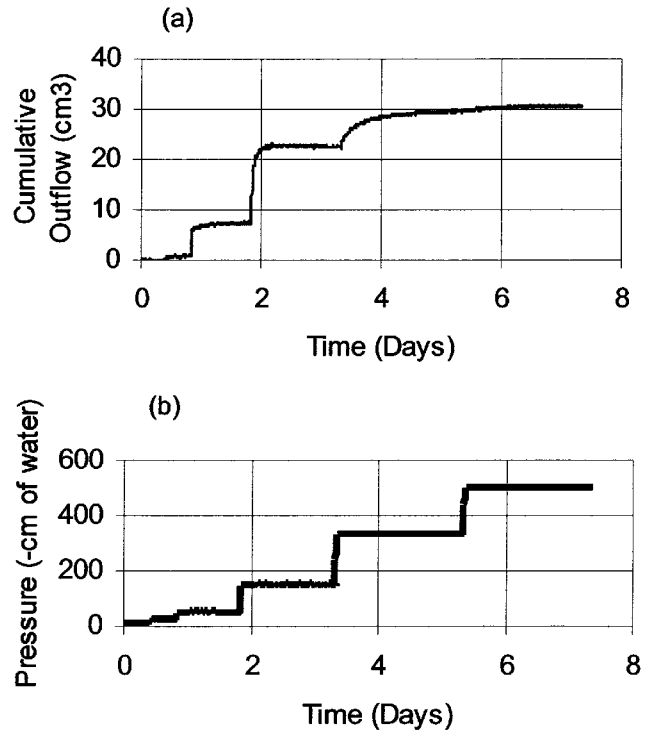 (a)
40
30
20
10
0
Cumulative
Outflow (cm3)
0 2 4 6 8
Time (Days)
(b)
600
400
200
0
Pressure (-cm of water)
0 2 4 6 8
Time (Days)